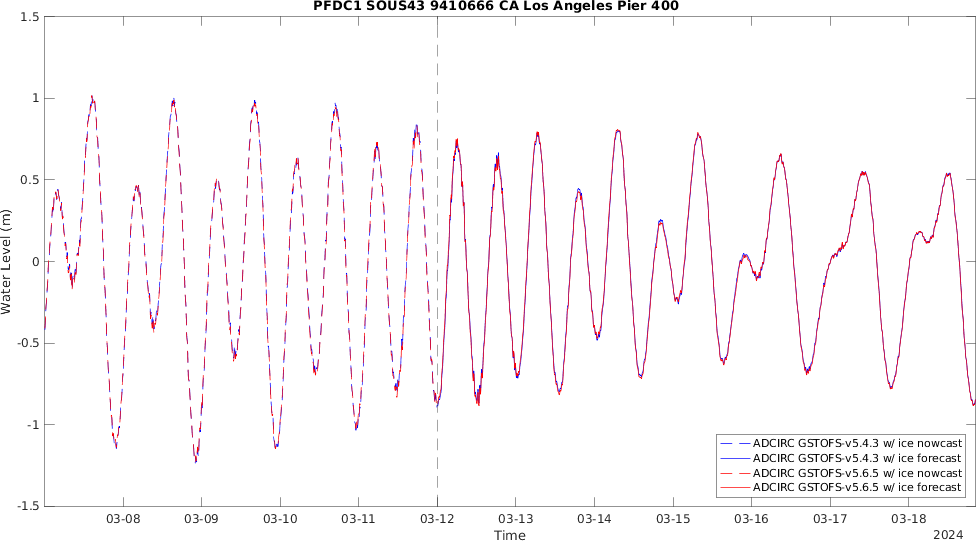 PFDC1 SOUS43 9410666 CA Los Angeles Pier 400
1.5
1
0.5
0
-0.5
-1
-1.5
Water Level (m)
03-08 03-09 03-10 03-11 03-12 03-13 03-14 03-15 03-16 03-17 03-18
Time
2024
ADCIRC GSTOFS-v5.4.3 w/ ice nowcast
ADCIRC GSTOFS-v5.4.3 w/ ice forecast
ADCIRC GSTOFS-v5.6.5 w/ ice nowcast
ADCIRC GSTOFS-v5.6.5 w/ ice forecast